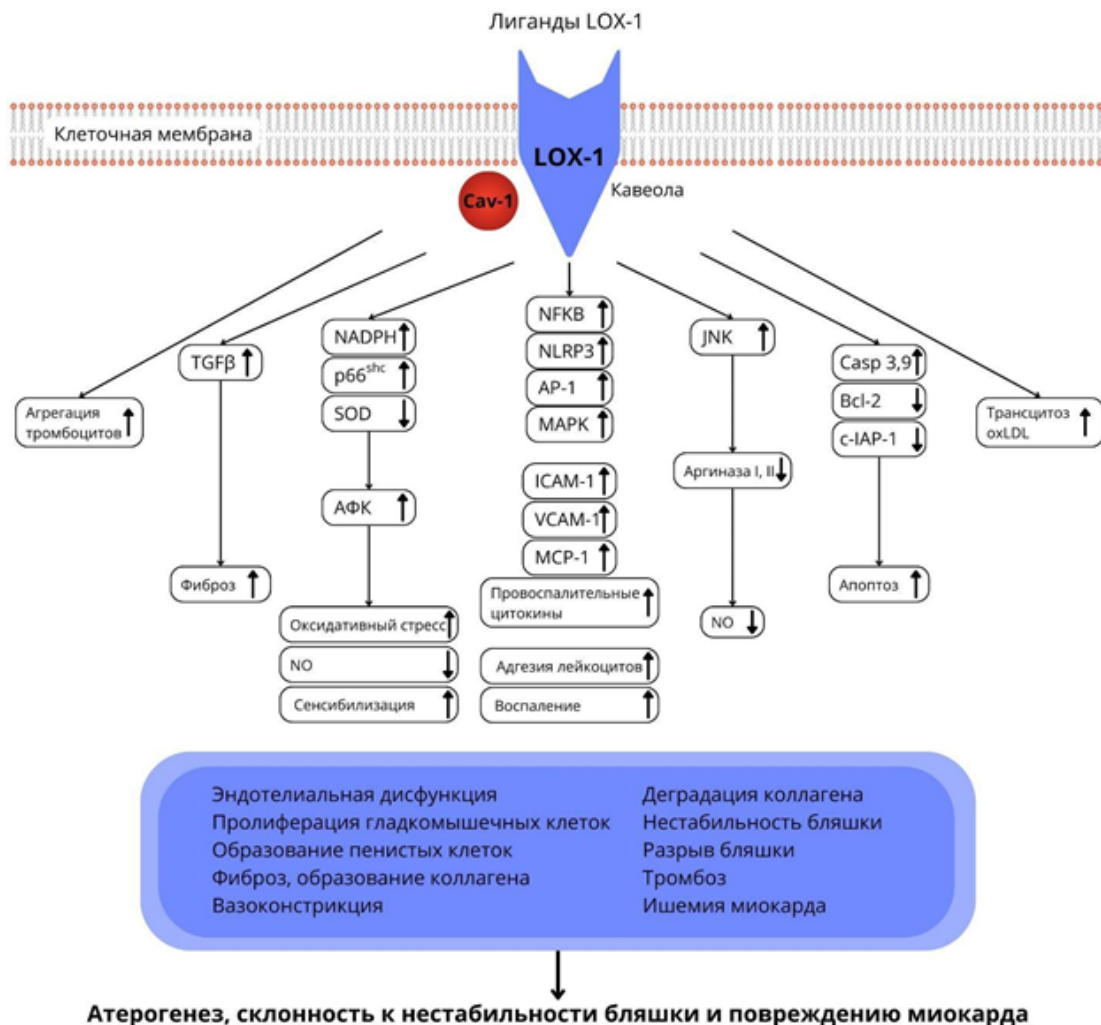 Лиганды LOX-1
Клеточная мембрана
LOX-1
Cav-1
Кавеола
Агрегация
тромбоцитов
TGFβ
Фиброз
NADPH
p66shc
SOD
АФК
Оксидативный стресс
NO
Сенсибилизация
NFKB
NLRP3
AP-1
MAPK
ICAM-1
VCAM-1
MCP-1
Провоспалительные
цитокины
Адгезия лейкоцитов
Воспаление
JNK
Аргиназа I, II
NO
Casp 3,9
Bcl-2
c-IAP-1
Апоптоз
Трансцитоз
oxLDL
Эндотелиальная дисфункция
Пролиферация гладкомышечных клеток
Образование пенистых клеток
Фиброз, образование коллагена
Вазоконстрикция
Деградация коллагена
Нестабильность бляшки
Разрыв бляшки
Тромбоз
Ишемия миокарда
Атерогенез, склонность к нестабильности бляшки и повреждению миокарда